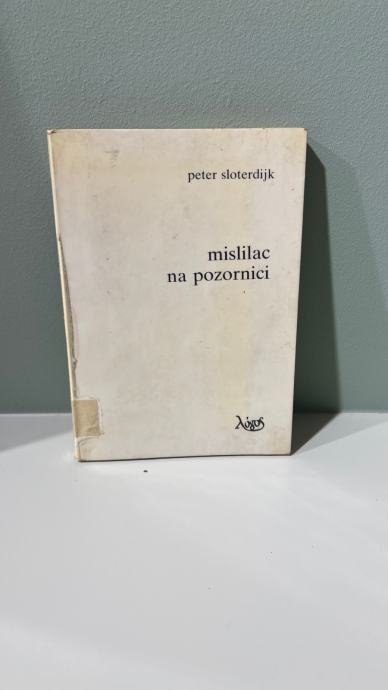 peter sloterdijk
mislilac
na pozornici
λόγος